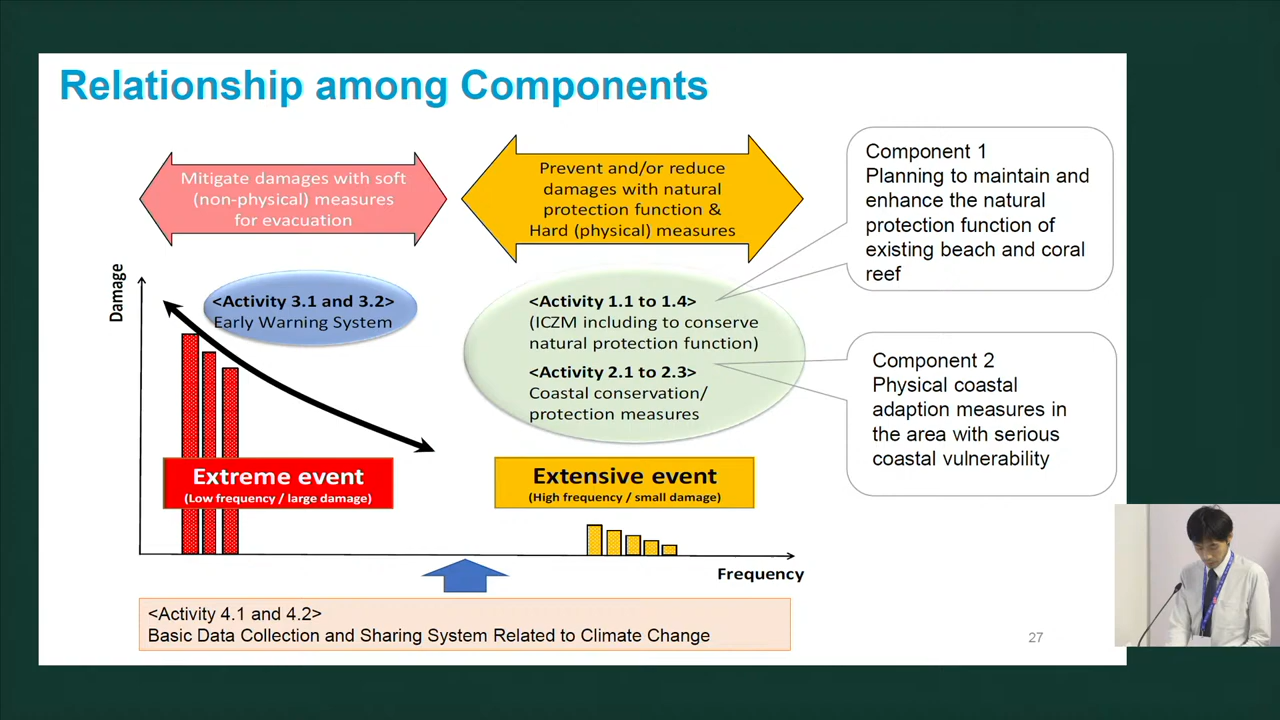 Relationship among Components
Mitigate damages with soft
(non-physical) measures
for evacuation
Prevent and/or reduce
damages with natural
protection function &
Hard (physical) measures
Component 1
Planning to maintain and
enhance the natural
protection function of
existing beach and coral
reef
Damage
<Activity 3.1 and 3.2>
Early Warning System
<Activity 1.1 to 1.4>
(ICZM including to conserve
natural protection function)
<Activity 2.1 to 2.3>
Coastal conservation/
protection measures
Component 2
Physical coastal
adaption measures in
the area with serious
coastal vulnerability
Extreme event
(Low frequency / large damage)
Extensive event
(High frequency / small damage)
Frequency
<Activity 4.1 and 4.2>
Basic Data Collection and Sharing System Related to Climate Change
27